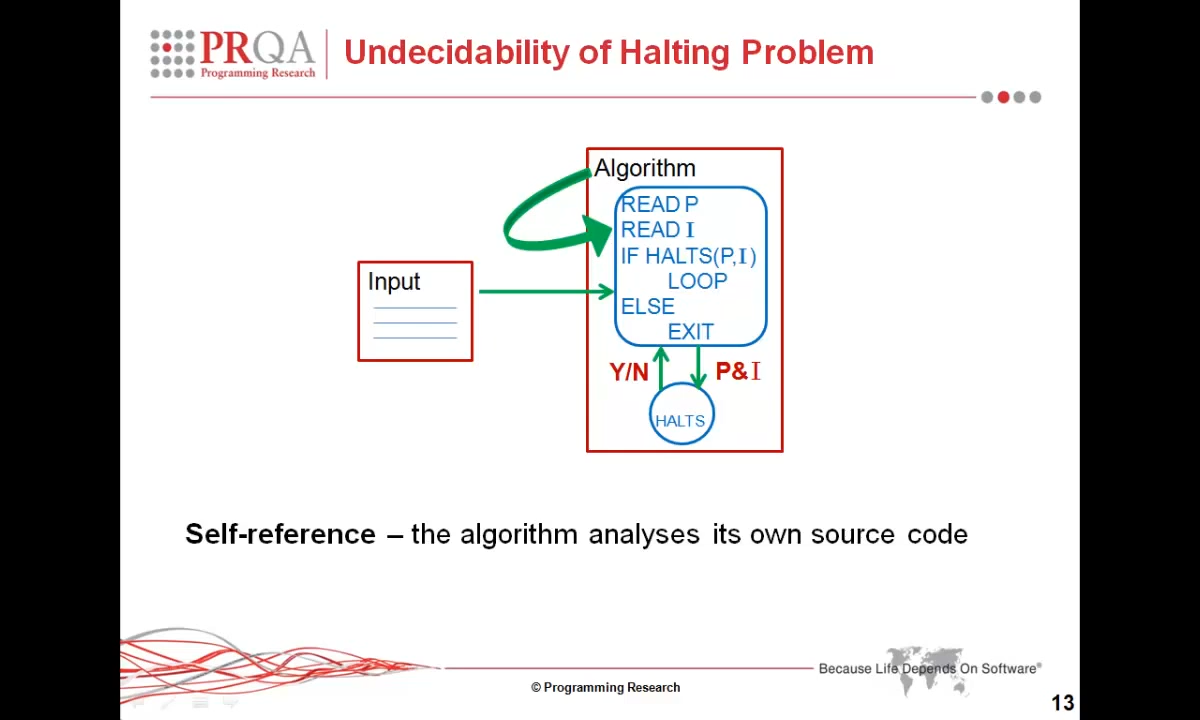 PRQA
Programming Research
Undecidability of Halting Problem
Algorithm
READ P
READ I
IF HALTS(P,I)
LOOP
ELSE
EXIT
Input
Y/N
P&I
HALTS
Self-reference – the algorithm analyses its own source code
Because Life Depends On Software®
© Programming Research
13